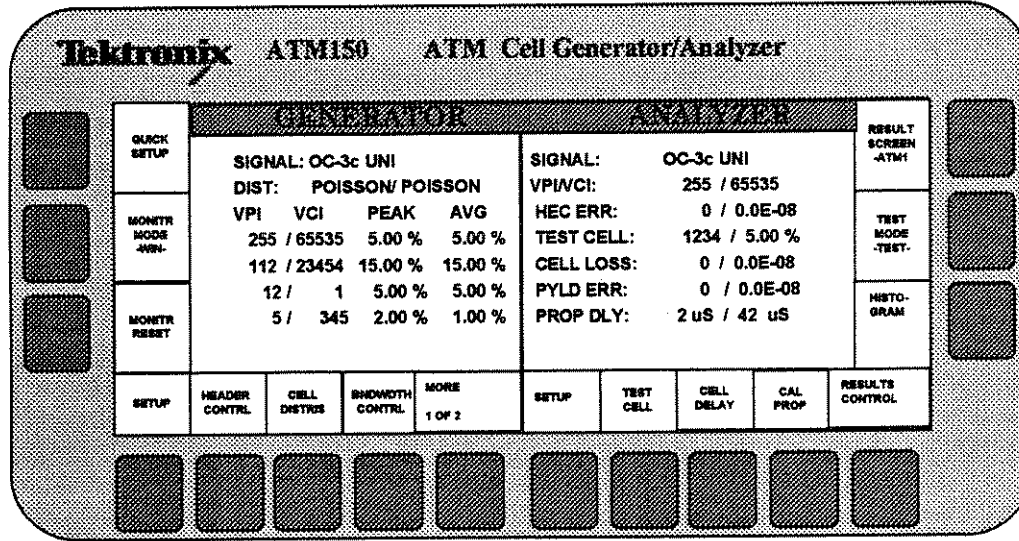 Tektronix ATM150 ATM Cell Generator/Analyzer
GENERATOR ANALYZER
QUICK
SETUP
MONITR
MODE
-WIN-
MONITR
RESET
SIGNAL: OC-3c UNI
DIST: POISSON/ POISSON
VPI VCI PEAK AVG
255 / 65535 5.00 % 5.00 %
112 / 23454 15.00 % 15.00 %
12 / 1 5.00 % 5.00 %
5 / 345 2.00 % 1.00 %
SIGNAL: OC-3c UNI
VPI/VCI: 255 / 65535
HEC ERR: 0 / 0.0E-08
TEST CELL: 1234 / 5.00 %
CELL LOSS: 0 / 0.0E-08
PYLD ERR: 0 / 0.0E-08
PROP DLY: 2 uS / 42 uS
RESULT
SCREEN
-ATM1
TEST
MODE
-TEST-
HISTO-
GRAM
SETUP
HEADER
CONTRL
CELL
DISTRIB
BNDWDTH
CONTRL
MORE
1 OF 2
SETUP
TEST
CELL
CELL
DELAY
CAL
PROP
RESULTS
CONTROL